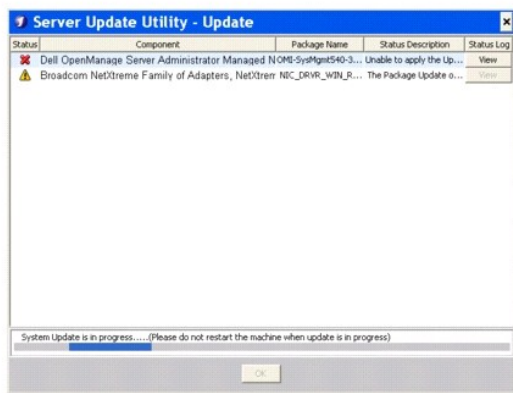 Server Update Utility - Update
Status Component Package Name Status Description Status Log
Dell OpenManage Server Administrator Managed N OMI-SysMgmt540-3... Unable to apply the Up... View
Broadcom NetXtreme Family of Adapters, NetXtrem NIC_DRVR_WIN_R... The Package Update o... View
System Update is in progress.....(Please do not restart the machine when update is in progress)
OK